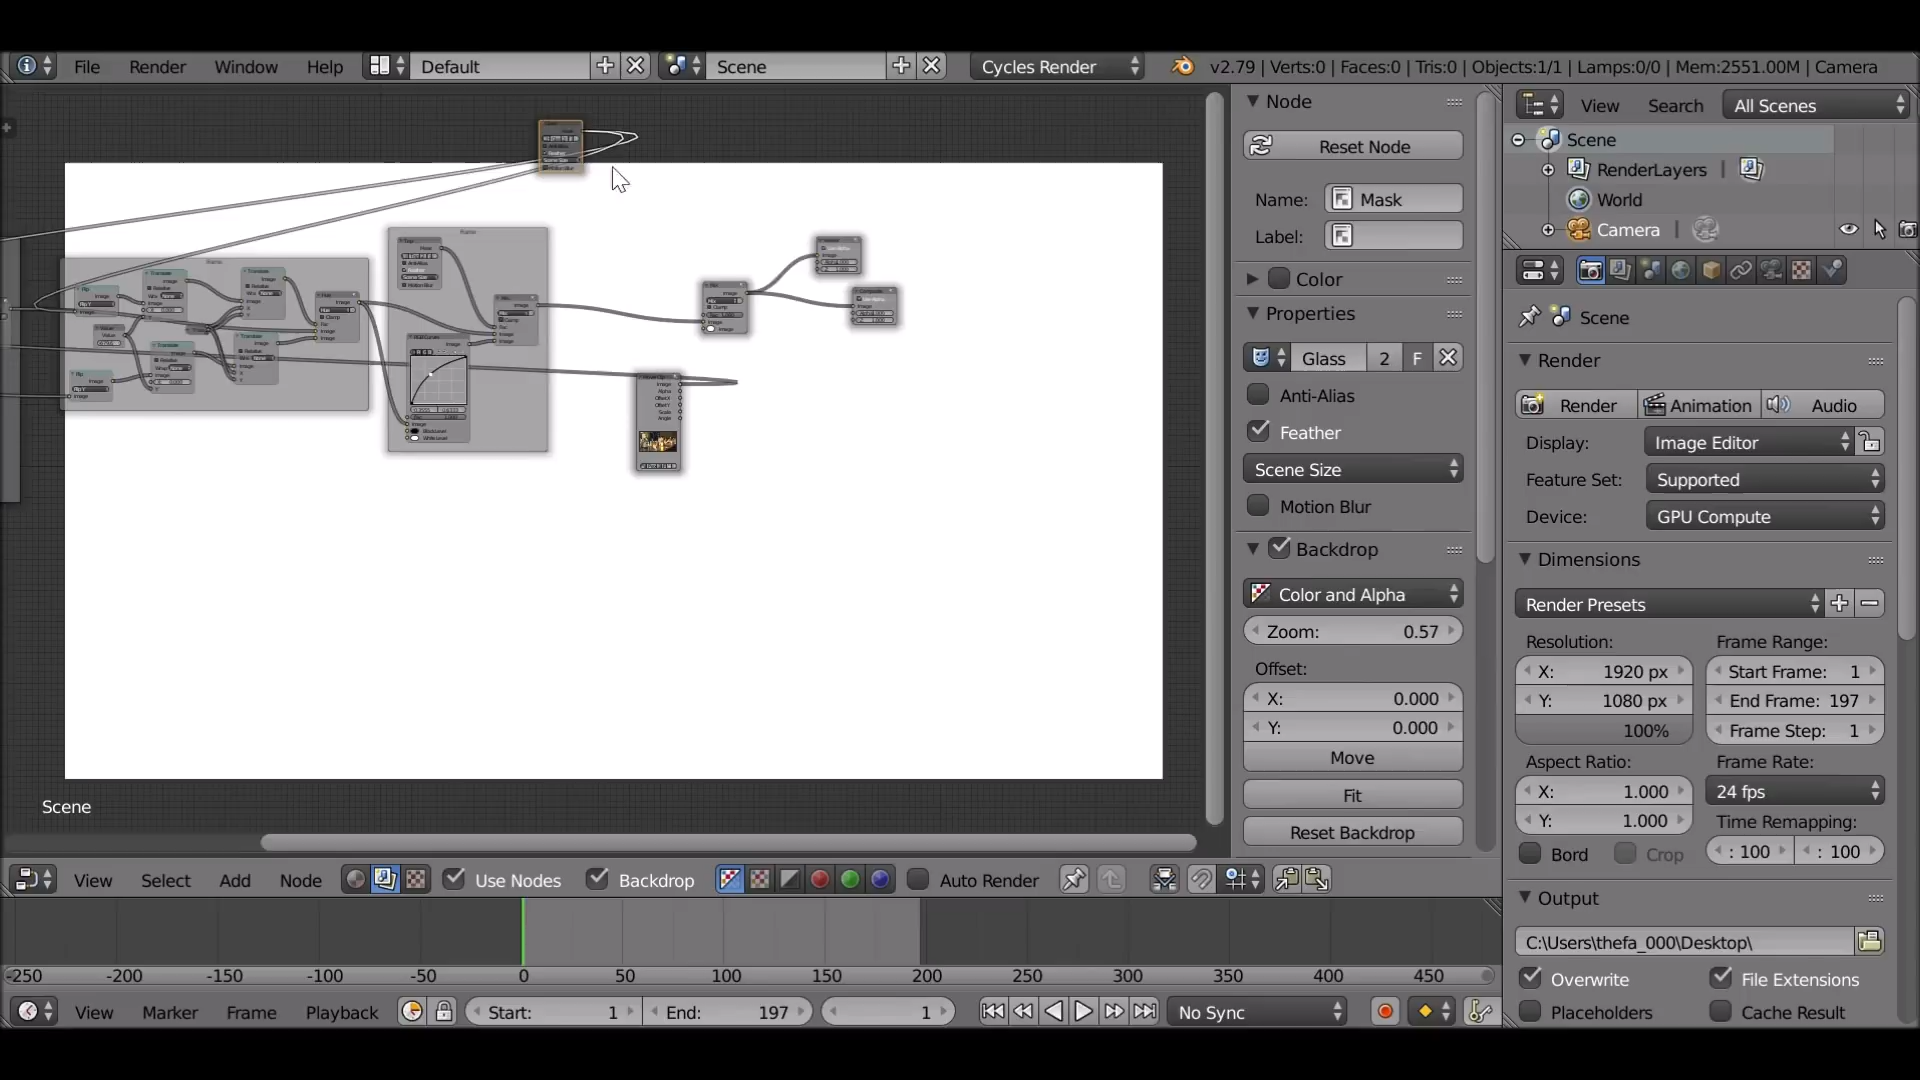 File Render Window Help Default Scene Cycles Render v2.79 | Verts:0 | Faces:0 | Tris:0 | Objects:1/1 | Lamps:0/0 | Mem:2551.00M | Camera
Scene
Node
Reset Node
Name: Mask
Label:
Color
Properties
Glass 2 F
Anti-Alias
Feather
Scene Size
Motion Blur
Backdrop
Color and Alpha
Zoom: 0.57
Offset:
X: 0.000
Y: 0.000
Move
Fit
Reset Backdrop
View Search All Scenes
Scene
RenderLayers |
World
Camera |
Scene
Render
Render Animation Audio
Display: Image Editor
Feature Set: Supported
Device: GPU Compute
Dimensions
Render Presets
Resolution: Frame Range:
X: 1920 px Start Frame: 1
Y: 1080 px End Frame: 197
100% Frame Step: 1
Aspect Ratio: Frame Rate:
X: 1.000 24 fps
Y: 1.000 Time Remapping:
Bord Crop : 100 : 100
Output
C:\Users\thefa_000\Desktop\
Overwrite File Extensions
Placeholders Cache Result
View Select Add Node Use Nodes Backdrop Auto Render
-250 -200 -150 -100 -50 0 50 100 150 200 250 300 350 400 450
View Marker Frame Playback Start: 1 End: 197 1 No Sync